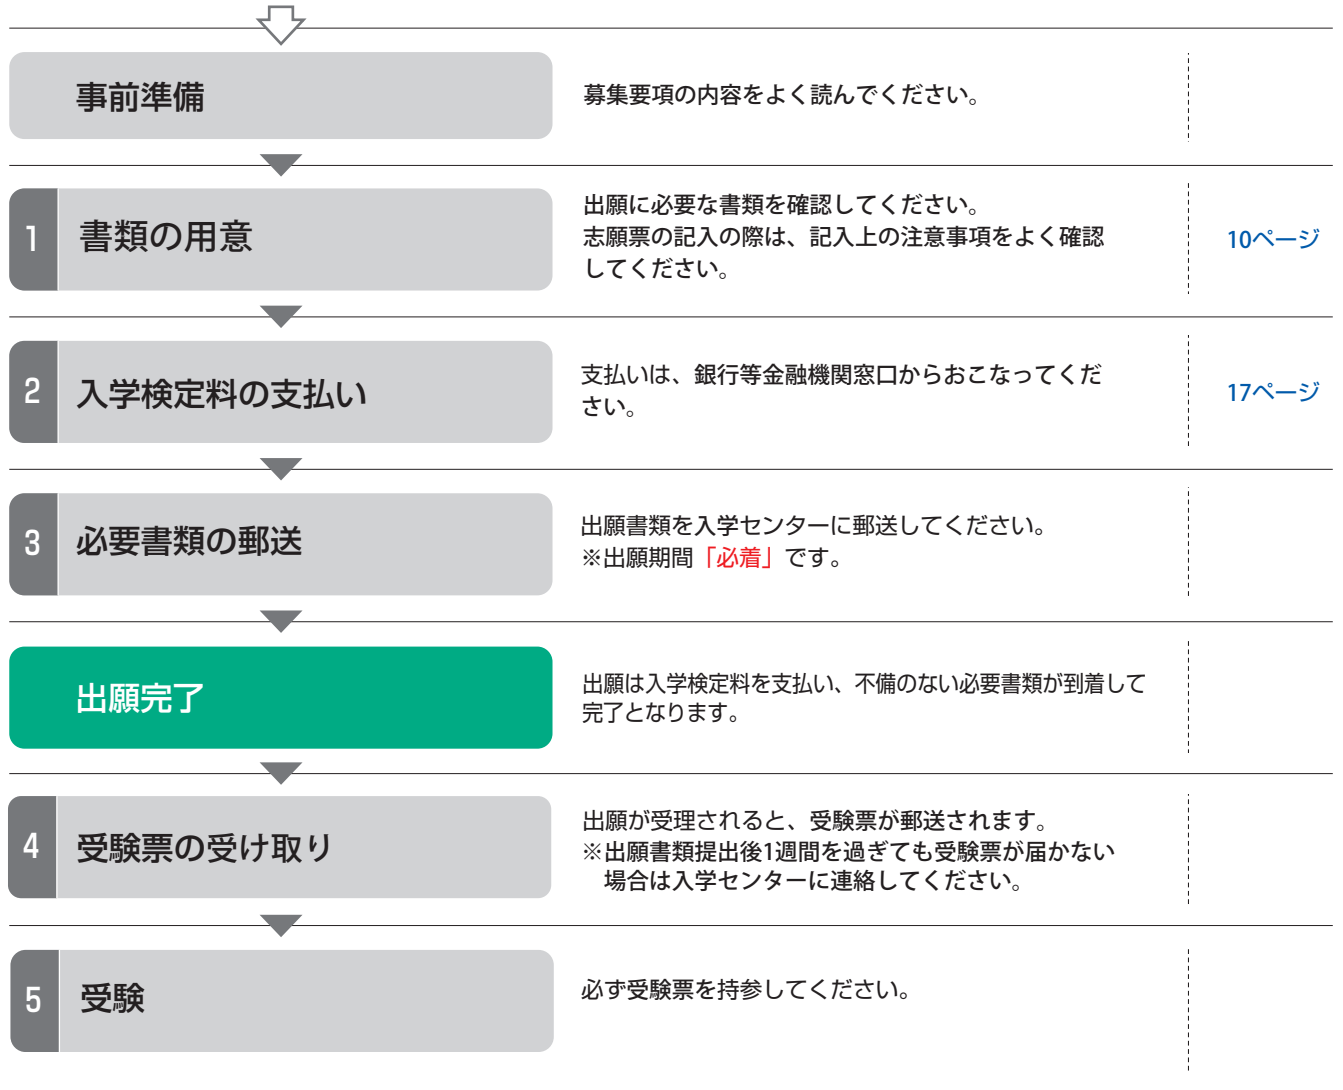 事前準備
募集要項の内容をよく読んでください。
1
書類の用意
出願に必要な書類を確認してください。
志願票の記入の際は、記入上の注意事項をよく確認
してください。
10ページ
2
入学検定料の支払い
支払いは、銀行等金融機関窓口からおこなってくだ
さい。
17ページ
3
必要書類の郵送
出願書類を入学センターに郵送してください。
※出願期間「必着」です。
出願完了
出願は入学検定料を支払い、不備のない必要書類が到着して
完了となります。
4
受験票の受け取り
出願が受理されると、受験票が郵送されます。
※出願書類提出後1週間を過ぎても受験票が届かない
場合は入学センターに連絡してください。
5
受験
必ず受験票を持参してください。